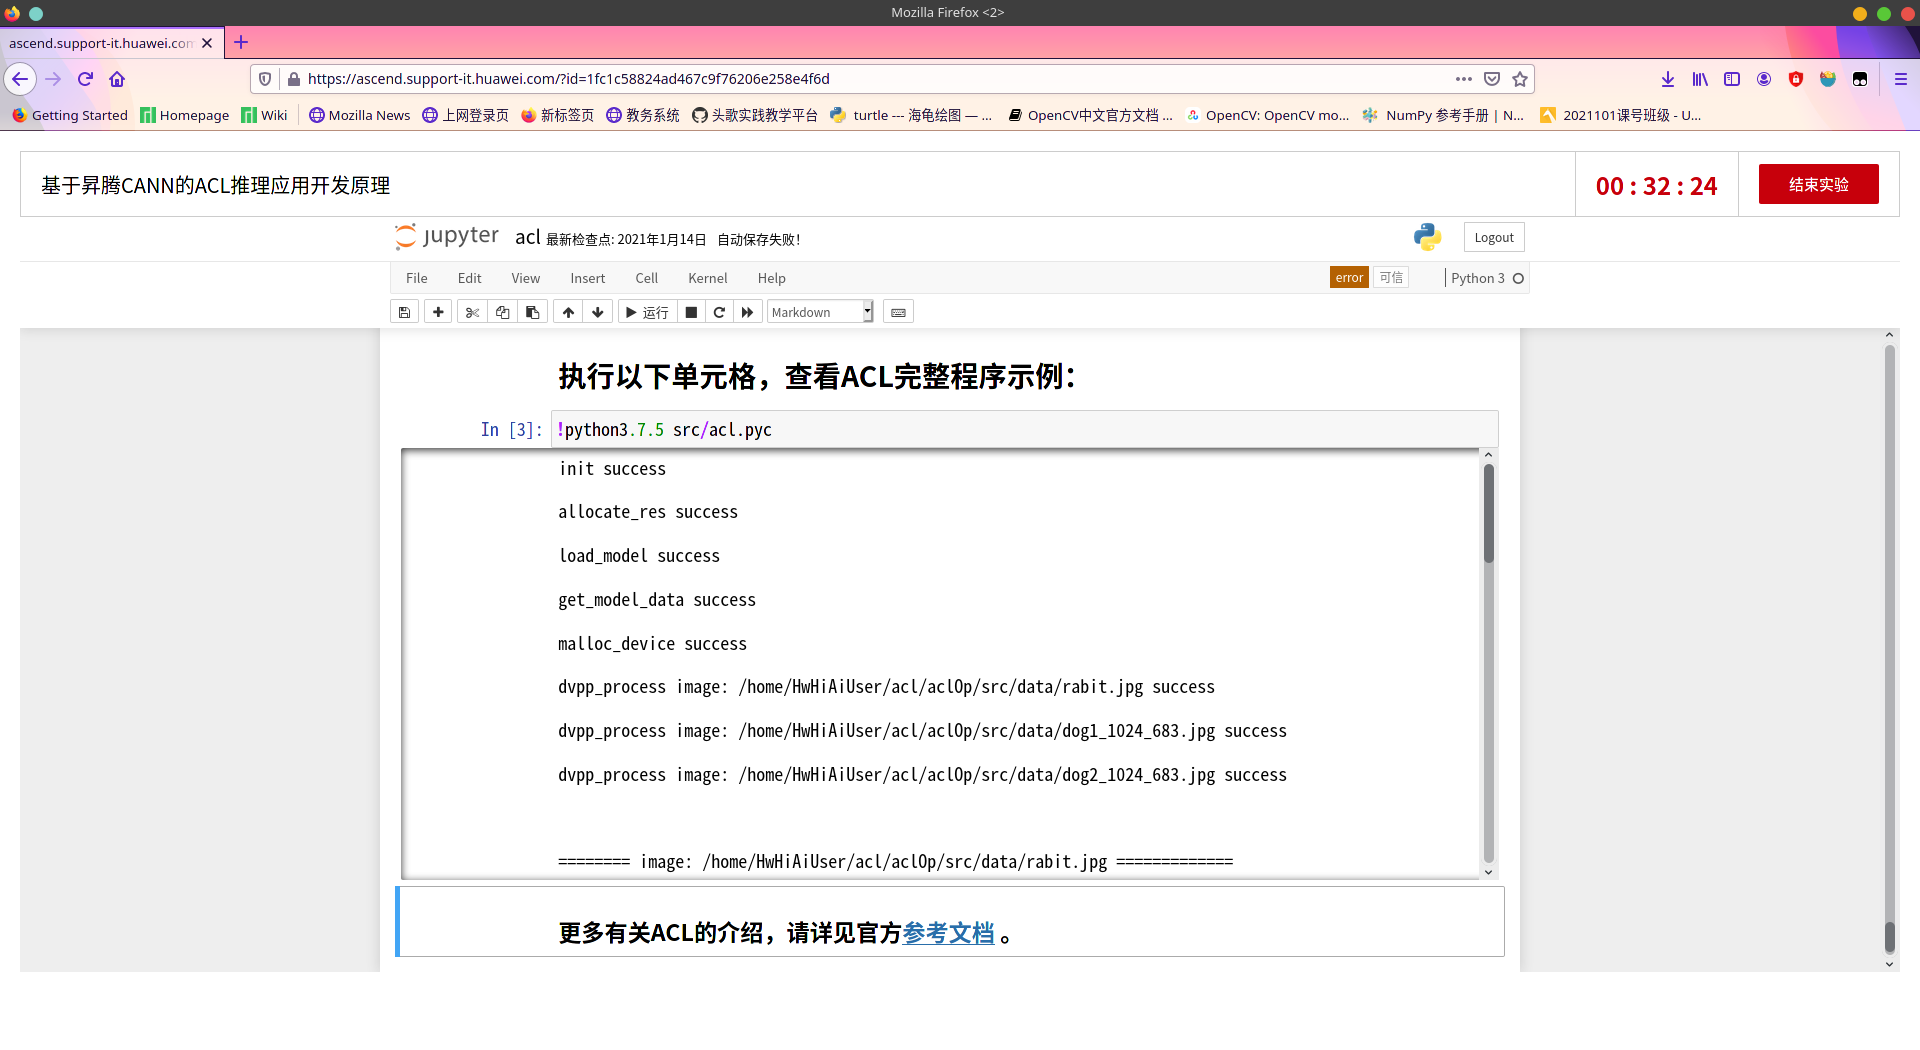 Mozilla Firefox <2>
ascend.support-it.huawei.con
https://ascend.support-it.huawei.com/?id=1fc1c58824ad467c9f76206e258e4f6d
Getting Started Homepage Wiki Mozilla News 上网登录页 新标签页 教务系统 头歌实践教学平台 turtle --- 海龟绘图 — ... OpenCV中文官方文档 ... OpenCV: OpenCV mo... NumPy 参考手册 | N... 2021101课号班级 - U...
基于昇腾CANN的ACL推理应用开发原理 00 : 32 : 24 结束实验
jupyter acl 最新检查点: 2021年1月14日 自动保存失败! Logout
File Edit View Insert Cell Kernel Help error 可信 Python 3
运行 Markdown
执行以下单元格，查看ACL完整程序示例：
In [3]: !python3.7.5 src/acl.pyc
init success
allocate_res success
load_model success
get_model_data success
malloc_device success
dvpp_process image: /home/HwHiAiUser/acl/aclOp/src/data/rabit.jpg success
dvpp_process image: /home/HwHiAiUser/acl/aclOp/src/data/dog1_1024_683.jpg success
dvpp_process image: /home/HwHiAiUser/acl/aclOp/src/data/dog2_1024_683.jpg success
======== image: /home/HwHiAiUser/acl/aclOp/src/data/rabit.jpg =============
更多有关ACL的介绍，请详见官方参考文档 。